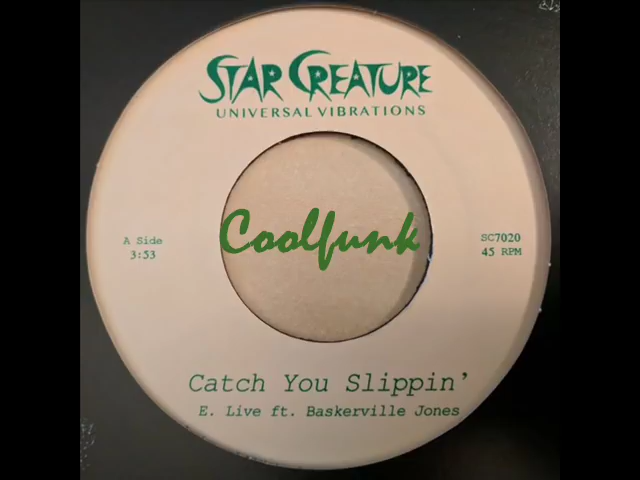 STAR CREATURE
UNIVERSAL VIBRATIONS
A Side
3:53
Coolfunk
SC7020
45 RPM
Catch You Slippin'
E. Live ft. Baskerville Jones